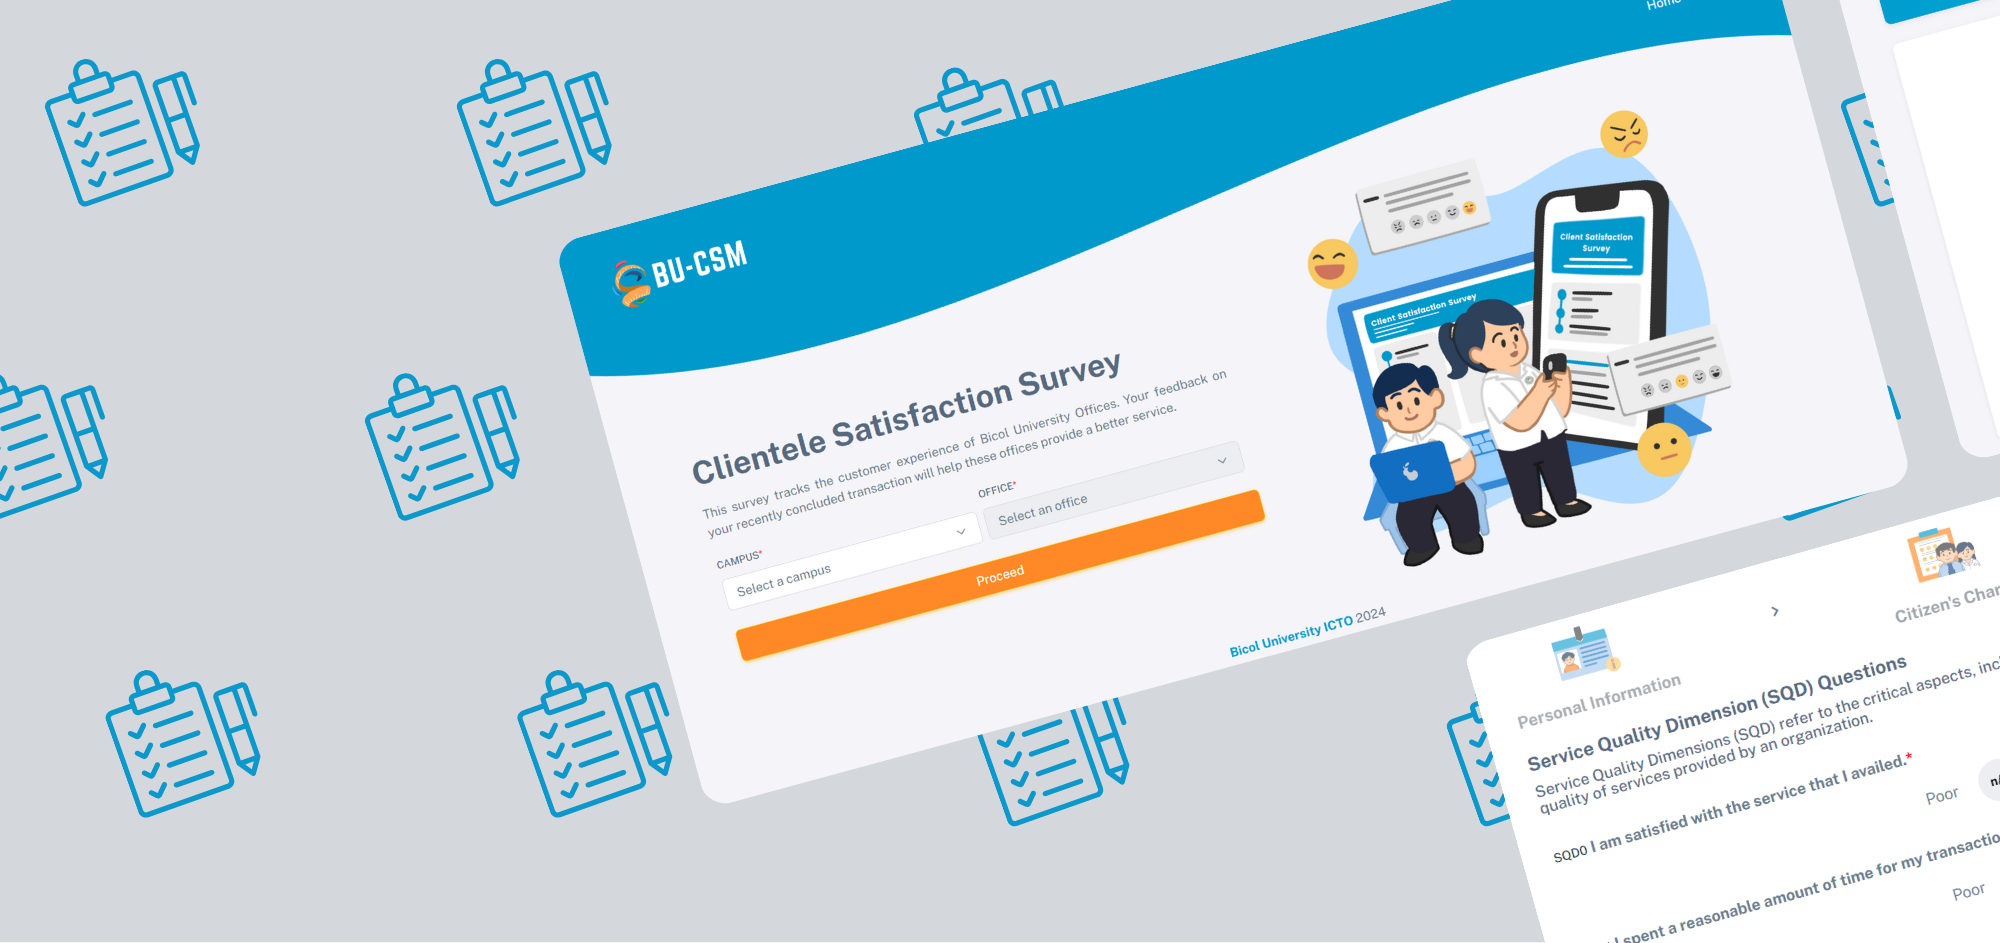 Home
BU-CSM
Clientele Satisfaction Survey
This survey tracks the customer experience of Bicol University Offices. Your feedback on
your recently concluded transaction will help these offices provide a better service.
CAMPUS*
OFFICE*
Select a campus
Select an office
Proceed
Bicol University ICTO 2024
Client Satisfaction
Survey
Client Satisfaction Survey
Personal Information
Citizen's Char
Service Quality Dimension (SQD) Questions
Service Quality Dimensions (SQD) refer to the critical aspects, inc
quality of services provided by an organization.
SQD0 I am satisfied with the service that I availed.*
Poor
n/
I spent a reasonable amount of time for my transactio
Poor